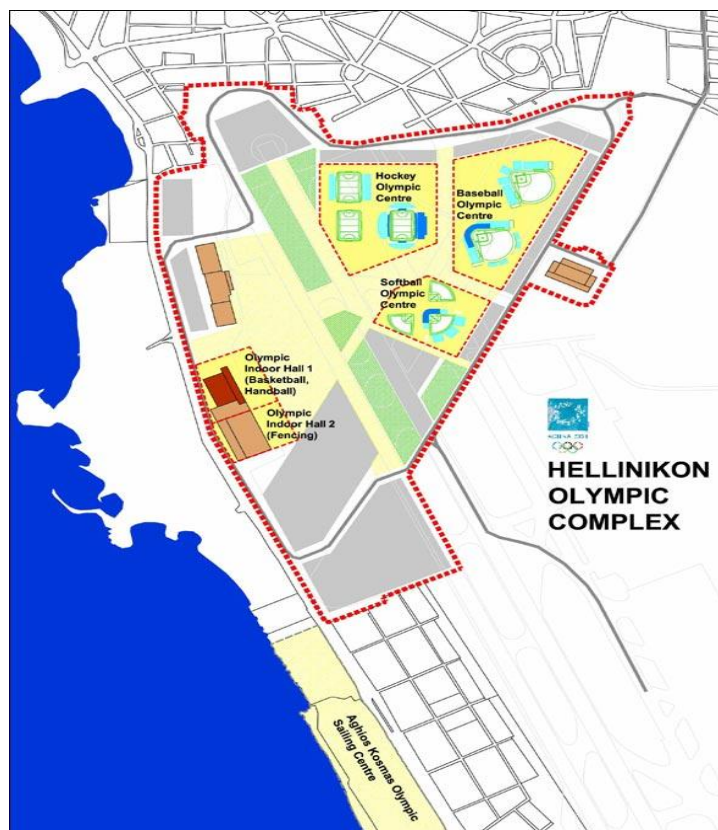 Hockey
Olympic
Centre
Baseball
Olympic
Centre
Softball
Olympic
Centre
Olympic
Indoor Hall 1
(Basketball,
Handball)
Olympic
Indoor Hall 2
(Fencing)
HELLINIKON
OLYMPIC
COMPLEX
Aghios Kosmas Olympic
Sailing Centre